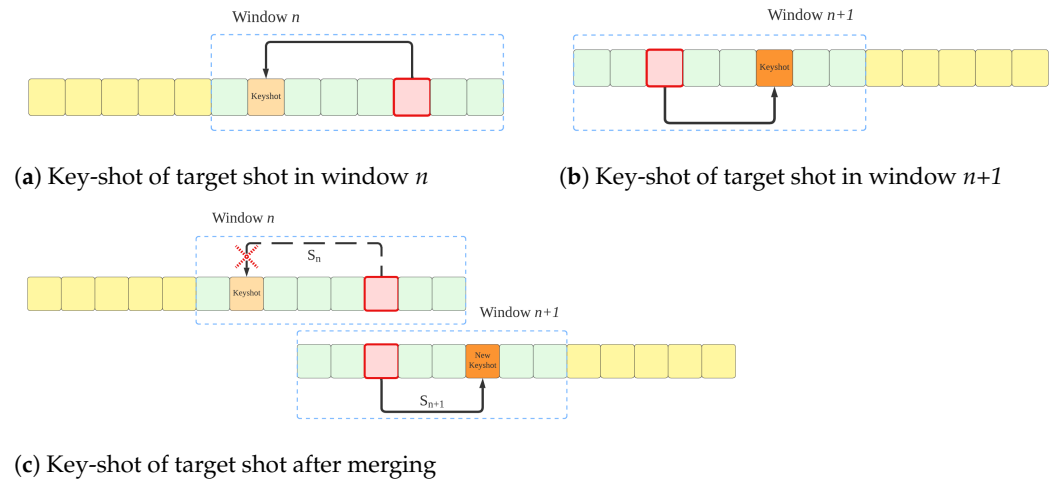 Window n
Window n+1
Keyshot
Keyshot
(a) Key-shot of target shot in window n
(b) Key-shot of target shot in window n+1
Window n
Sn
Keyshot
Window n+1
New
Keyshot
Sn+1
(c) Key-shot of target shot after merging